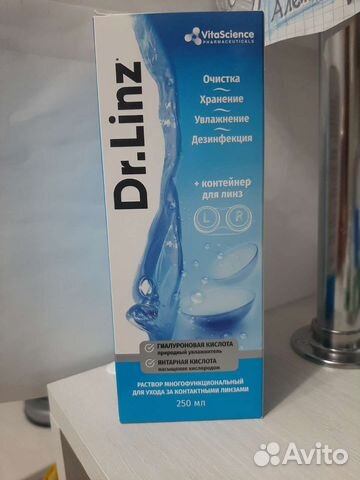 VitaScience
PHARMACEUTICALS
Dr.Linz
Очистка
Хранение
Увлажнение
Дезинфекция
+ контейнер
для линз
L R
ГИАЛУРОНОВАЯ КИСЛОТА
природный увлажнитель
ЯНТАРНАЯ КИСЛОТА
насыщение кислородом
РАСТВОР МНОГОФУНКЦИОНАЛЬНЫЙ
ДЛЯ УХОДА ЗА КОНТАКТНЫМИ ЛИНЗАМИ
250 мл
Avito